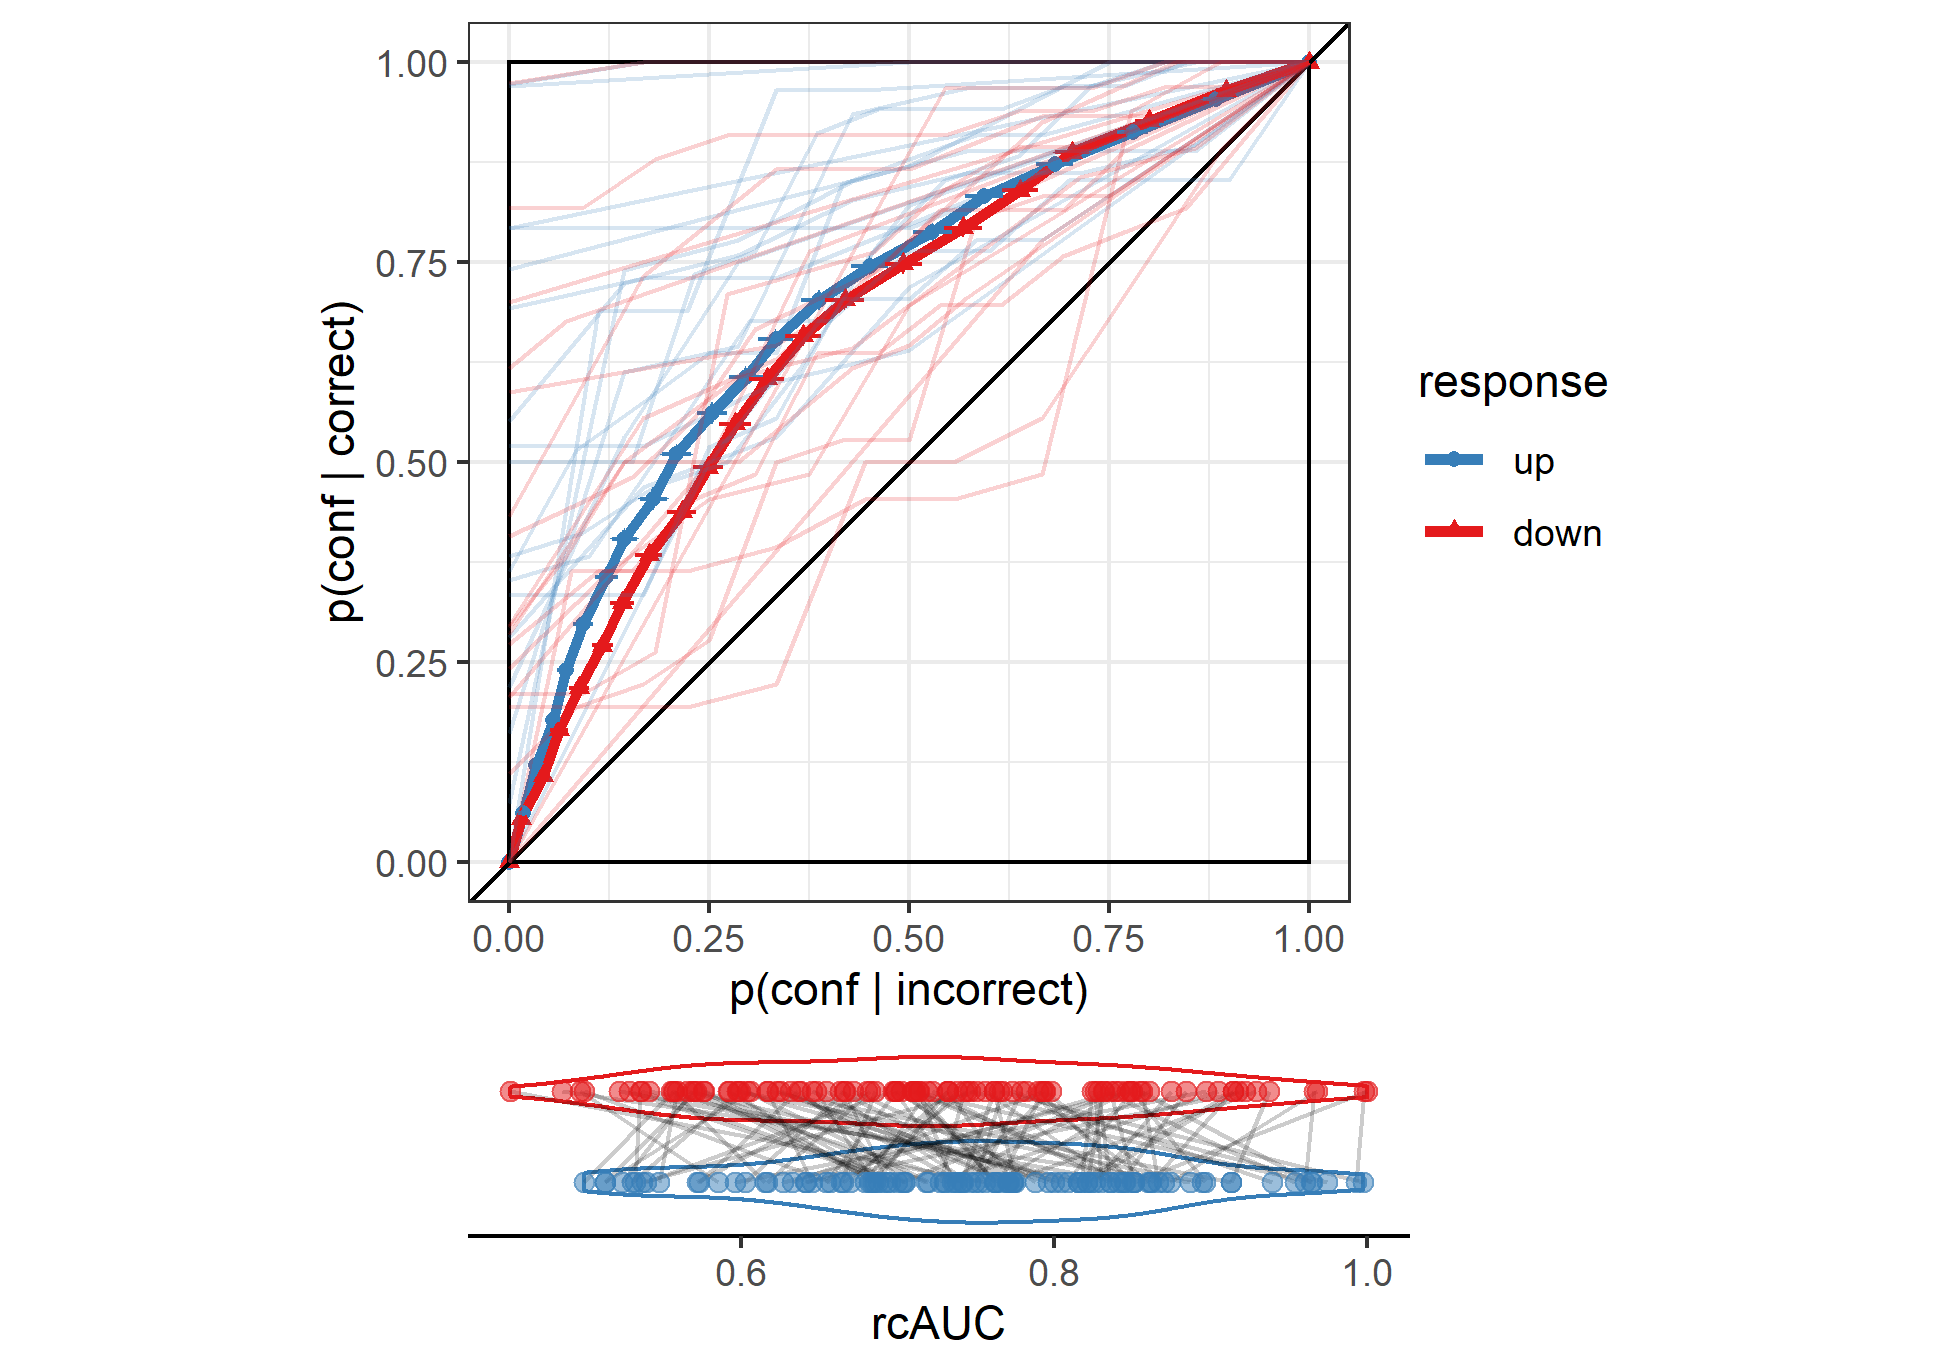 1.00
0.75
0.50
0.25
0.00
p(conf | correct)
0.00 0.25 0.50 0.75 1.00
p(conf | incorrect)
response
up
down
0.6 0.8 1.0
rcAUC